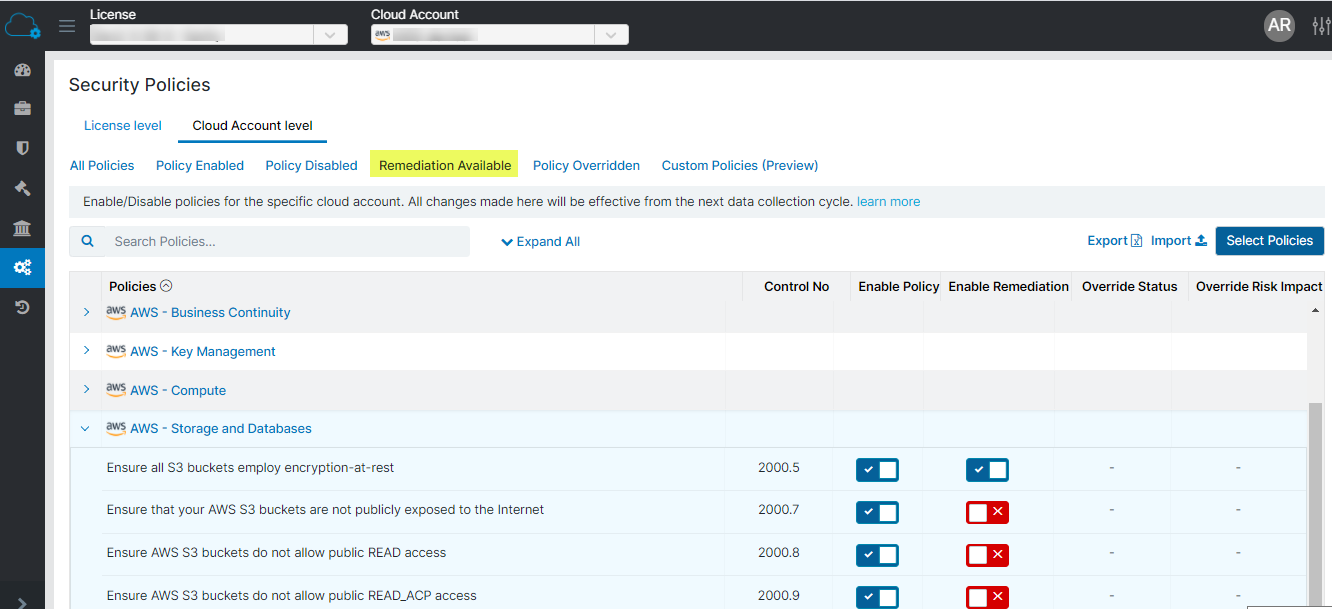 License
Cloud Account
aws
AR
Security Policies
License level
Cloud Account level
All Policies
Policy Enabled
Policy Disabled
Remediation Available
Policy Overridden
Custom Policies (Preview)
Enable/Disable policies for the specific cloud account. All changes made here will be effective from the next data collection cycle. learn more
Search Policies...
Expand All
Export
Import
Select Policies
Policies
Control No
Enable Policy
Enable Remediation
Override Status
Override Risk Impact
aws AWS - Business Continuity
aws AWS - Key Management
aws AWS - Compute
aws AWS - Storage and Databases
Ensure all S3 buckets employ encryption-at-rest 2000.5 - -
Ensure that your AWS S3 buckets are not publicly exposed to the Internet 2000.7 - -
Ensure AWS S3 buckets do not allow public READ access 2000.8 - -
Ensure AWS S3 buckets do not allow public READ_ACP access 2000.9 - -